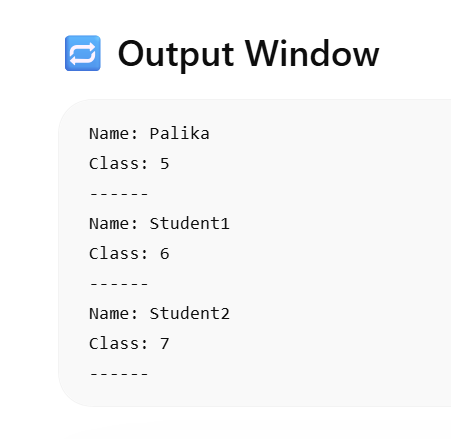 Output Window
Name: Palika
Class: 5
------
Name: Student1
Class: 6
------
Name: Student2
Class: 7
------